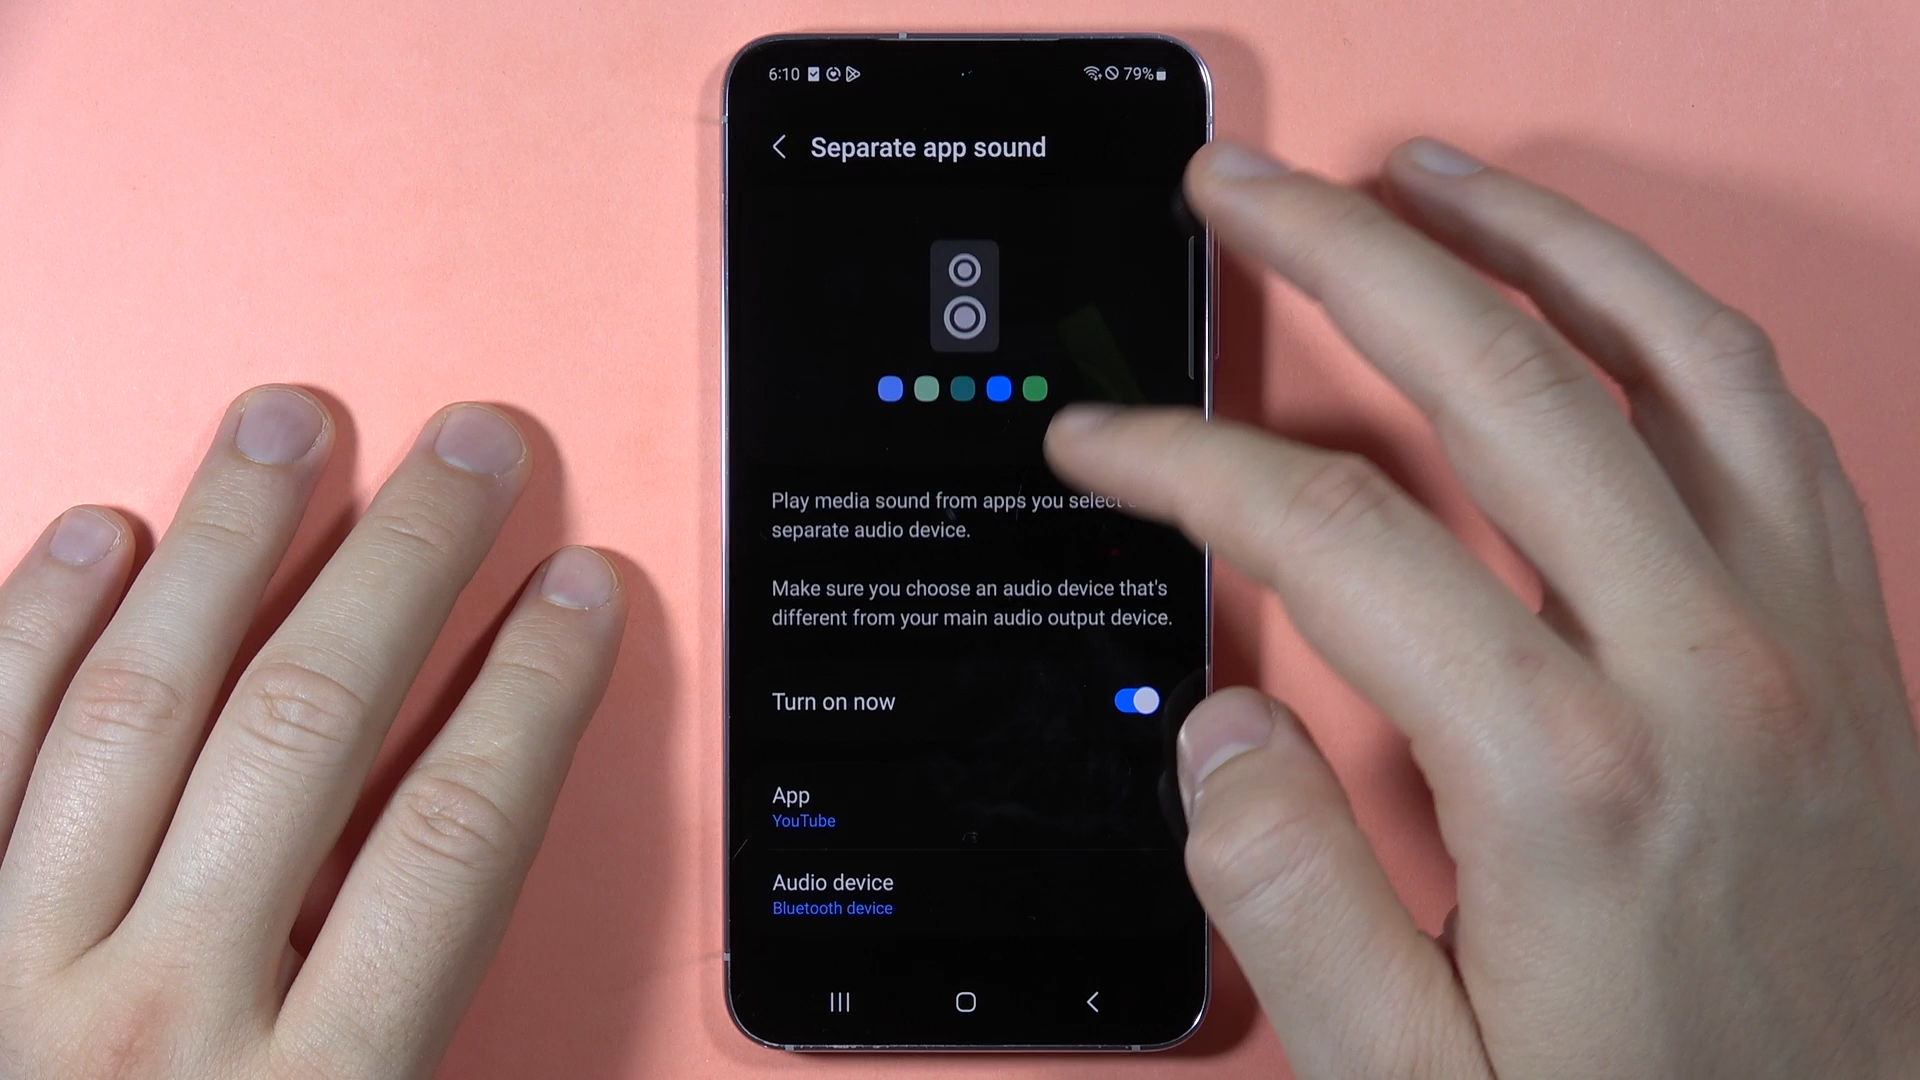 6:10
79%
Separate app sound
Play media sound from apps you select
separate audio device.
Make sure you choose an audio device that's
different from your main audio output device.
Turn on now
App
YouTube
Audio device
Bluetooth device